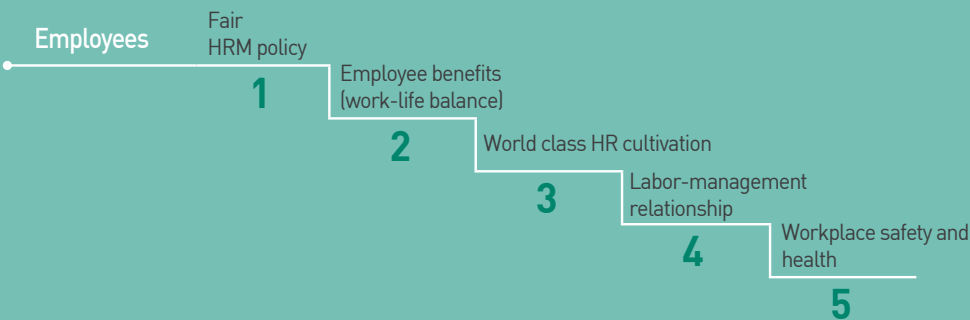 Employees
Fair
HRM policy
1
Employee benefits
(work-life balance)
2
World class HR cultivation
3
Labor-management
relationship
4
Workplace safety and
health
5